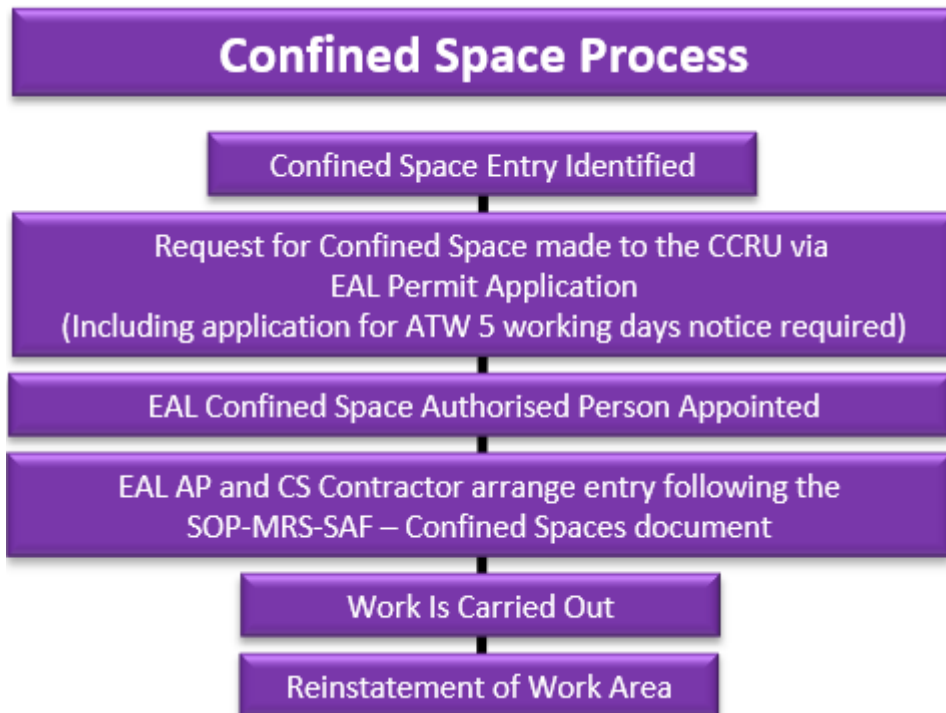 Confined Space Process
Confined Space Entry Identified
Request for Confined Space made to the CCRU via
EAL Permit Application
(Including application for ATW 5 working days notice required)
EAL Confined Space Authorised Person Appointed
EAL AP and CS Contractor arrange entry following the
SOP-MRS-SAF – Confined Spaces document
Work Is Carried Out
Reinstatement of Work Area